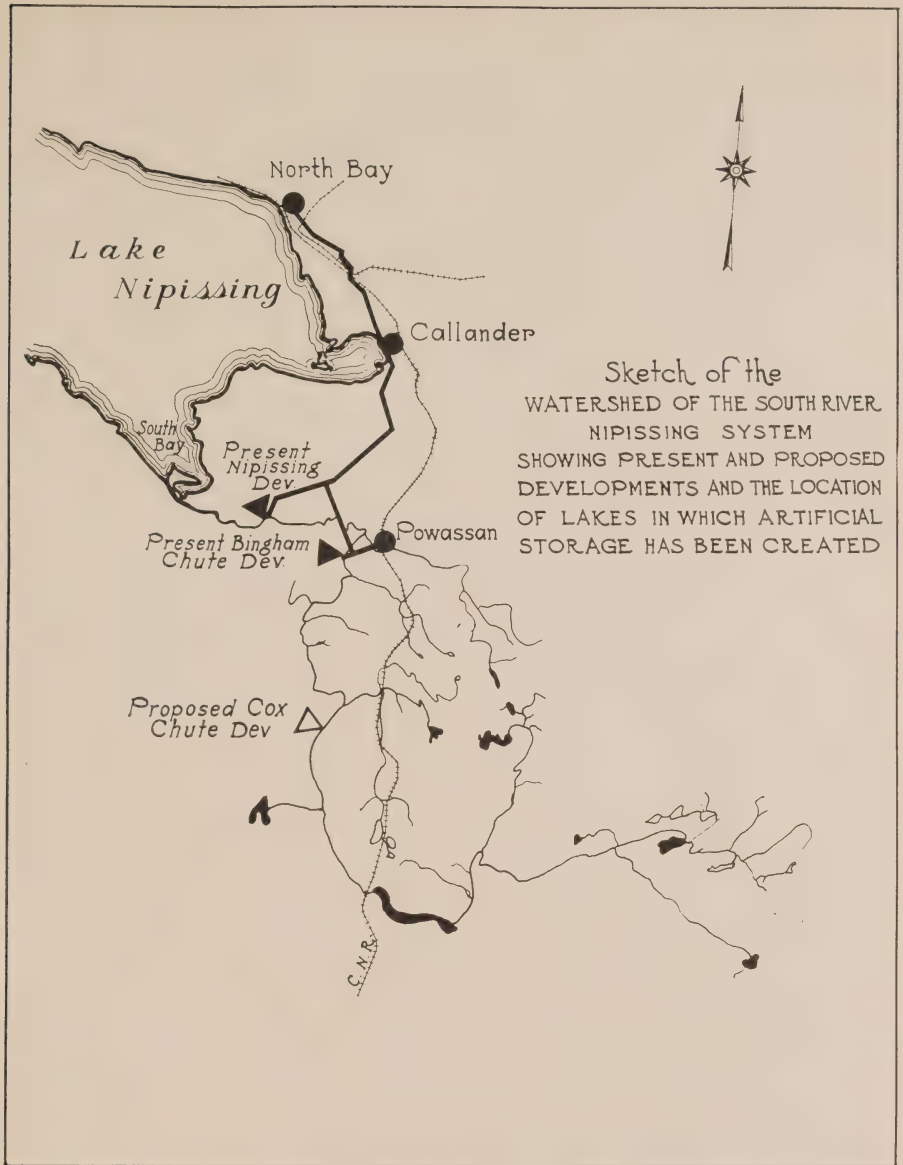 North Bay
Lake
Nipissing
Callander
Sketch of the
WATERSHED OF THE SOUTH RIVER
NIPISSING SYSTEM
SHOWING PRESENT AND PROPOSED
DEVELOPMENTS AND THE LOCATION
OF LAKES IN WHICH ARTIFICIAL
STORAGE HAS BEEN CREATED
South
Bay
Present
Nipissing
Dev.
Present Bingham
Chute Dev.
Powassan
Proposed Cox
Chute Dev
C.N.R.